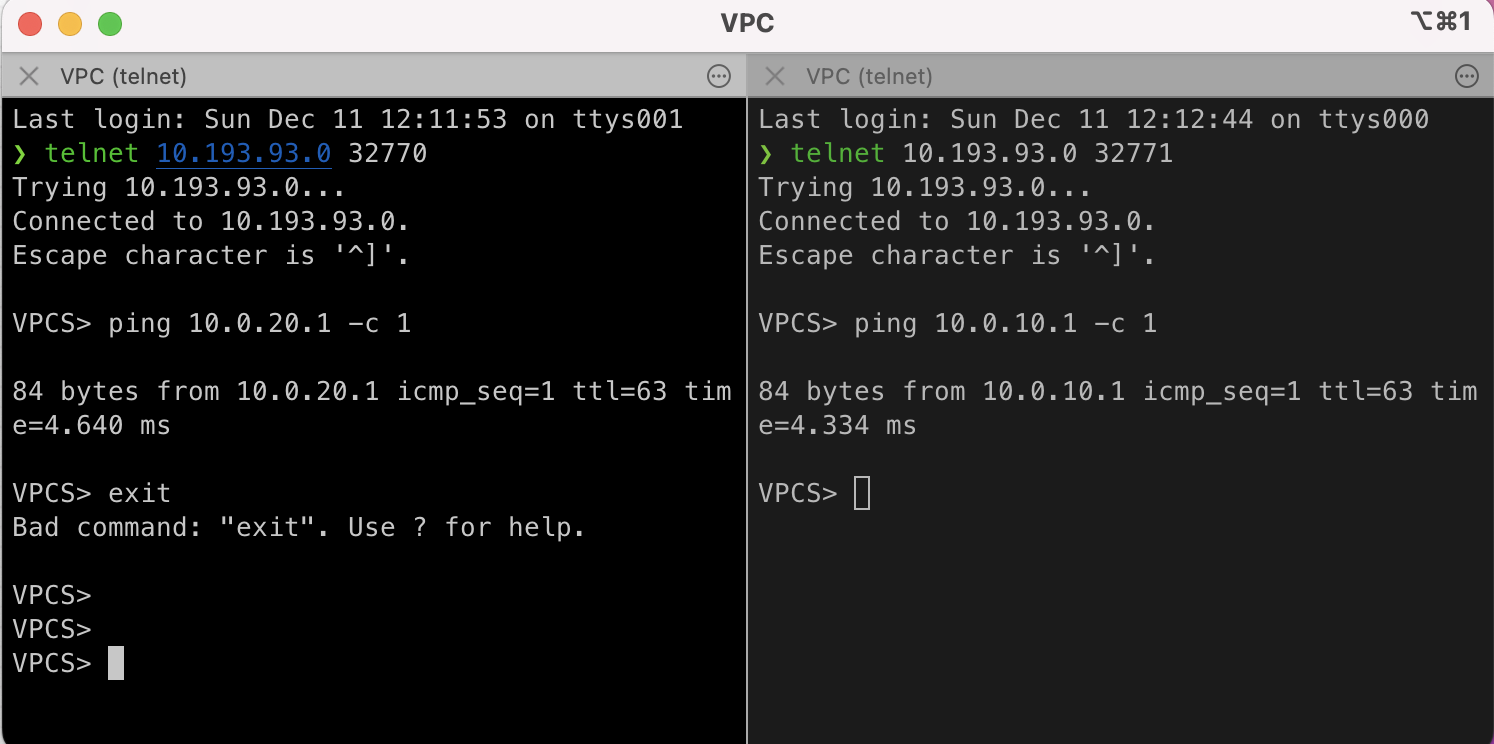 VPC
⌥⌘1
VPC (telnet)
Last login: Sun Dec 11 12:11:53 on ttys001
❯ telnet 10.193.93.0 32770
Trying 10.193.93.0...
Connected to 10.193.93.0.
Escape character is '^]'.
VPCS> ping 10.0.20.1 -c 1
84 bytes from 10.0.20.1 icmp_seq=1 ttl=63 tim
e=4.640 ms
VPCS> exit
Bad command: "exit". Use ? for help.
VPCS>
VPCS>
VPCS>
VPC (telnet)
Last login: Sun Dec 11 12:12:44 on ttys000
❯ telnet 10.193.93.0 32771
Trying 10.193.93.0...
Connected to 10.193.93.0.
Escape character is '^]'.
VPCS> ping 10.0.10.1 -c 1
84 bytes from 10.0.10.1 icmp_seq=1 ttl=63 tim
e=4.334 ms
VPCS>